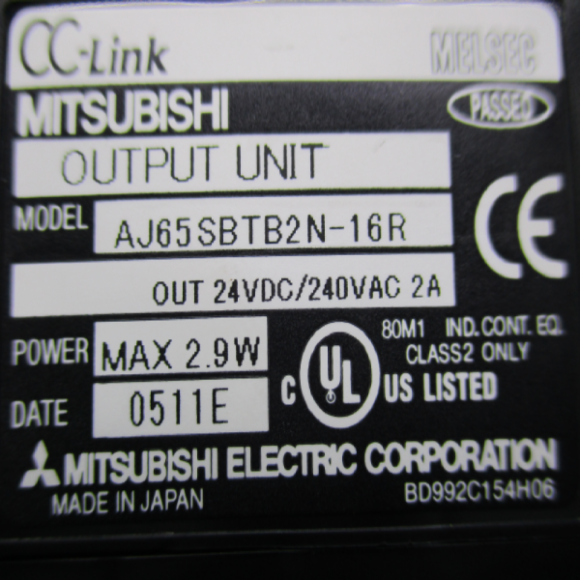 CC-Link MELSEC
MITSUBISHI PASSED
OUTPUT UNIT
MODEL AJ65SBTB2N-16R
CE
OUT 24VDC/240VAC 2A
POWER MAX 2.9W
DATE 0511E
C UL US LISTED
80M1 IND. CONT. EQ.
CLASS2 ONLY
MITSUBISHI ELECTRIC CORPORATION
MADE IN JAPAN BD992C154H06